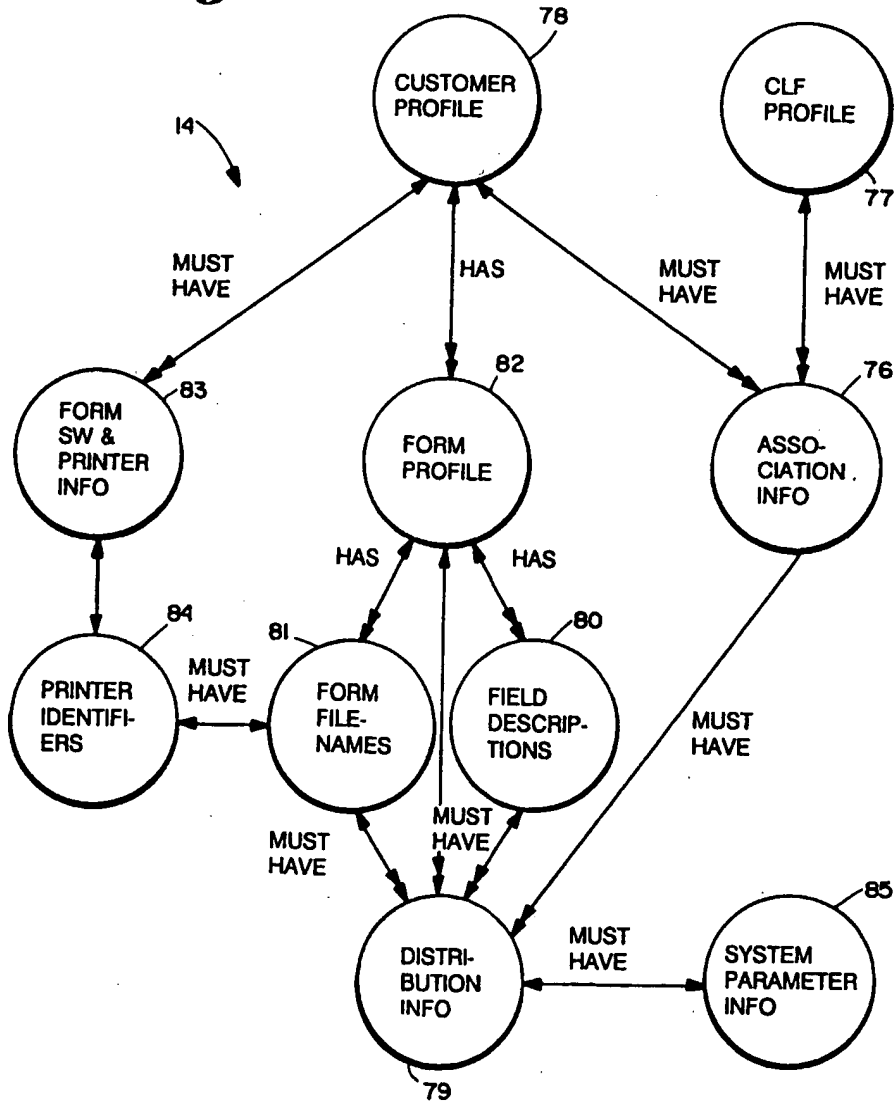 78
CUSTOMER
PROFILE
CLF
PROFILE
77
14
MUST
HAVE
HAS
MUST
HAVE
MUST
HAVE
83
FORM
SW &
PRINTER
INFO
82
FORM
PROFILE
76
ASSO-
CIATION
INFO
HAS
HAS
84
PRINTER
IDENTIFI-
ERS
MUST
HAVE
81
FORM
FILE-
NAMES
80
FIELD
DESCRIP-
TIONS
MUST
HAVE
MUST
HAVE
MUST
HAVE
DISTRI-
BUTION
INFO
79
MUST
HAVE
85
SYSTEM
PARAMETER
INFO